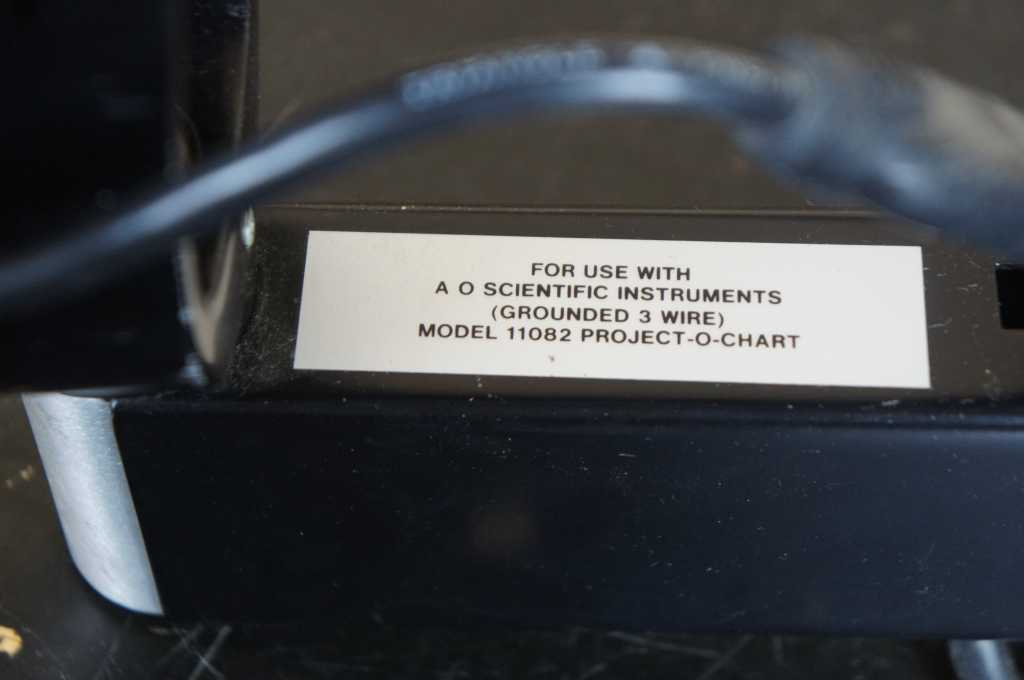 FOR USE WITH
A O SCIENTIFIC INSTRUMENTS
(GROUNDED 3 WIRE)
MODEL 11082 PROJECT-O-CHART